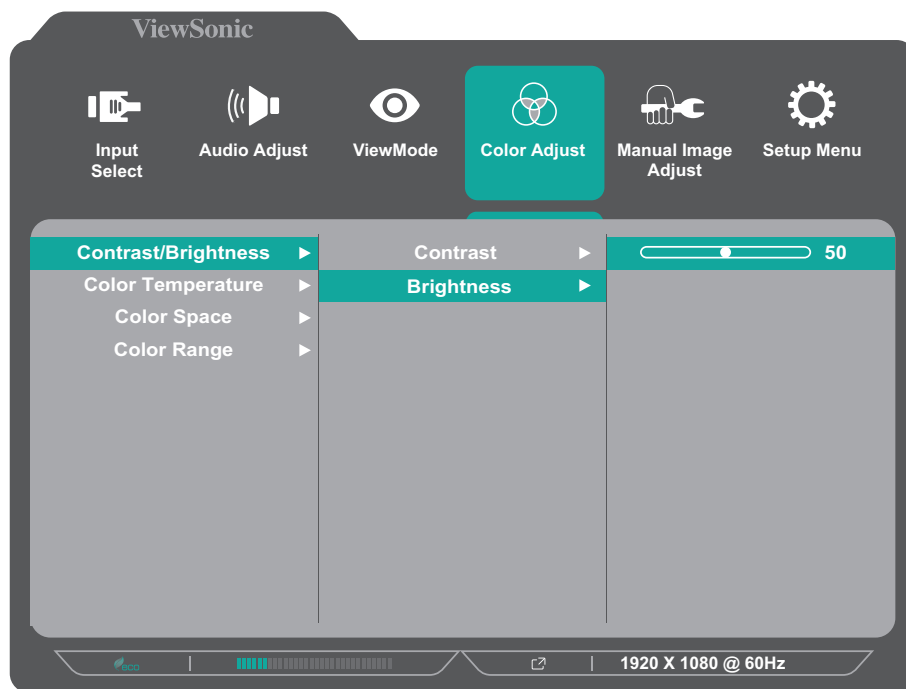 ViewSonic
Input
Select
Audio Adjust
ViewMode
Color Adjust
Manual Image
Adjust
Setup Menu
Contrast/Brightness
Color Temperature
Color Space
Color Range
Contrast
Brightness
50
eco
1920 X 1080 @ 60Hz